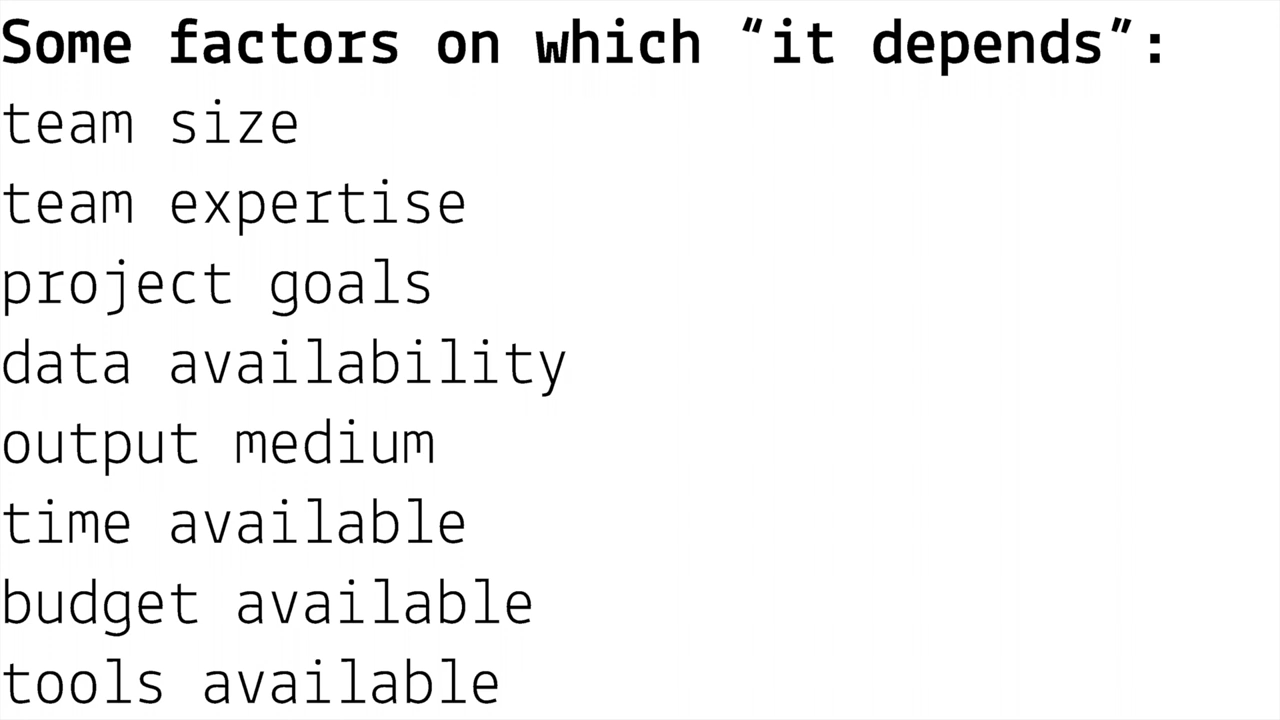 Some factors on which “it depends”:
team size
team expertise
project goals
data availability
output medium
time available
budget available
tools available